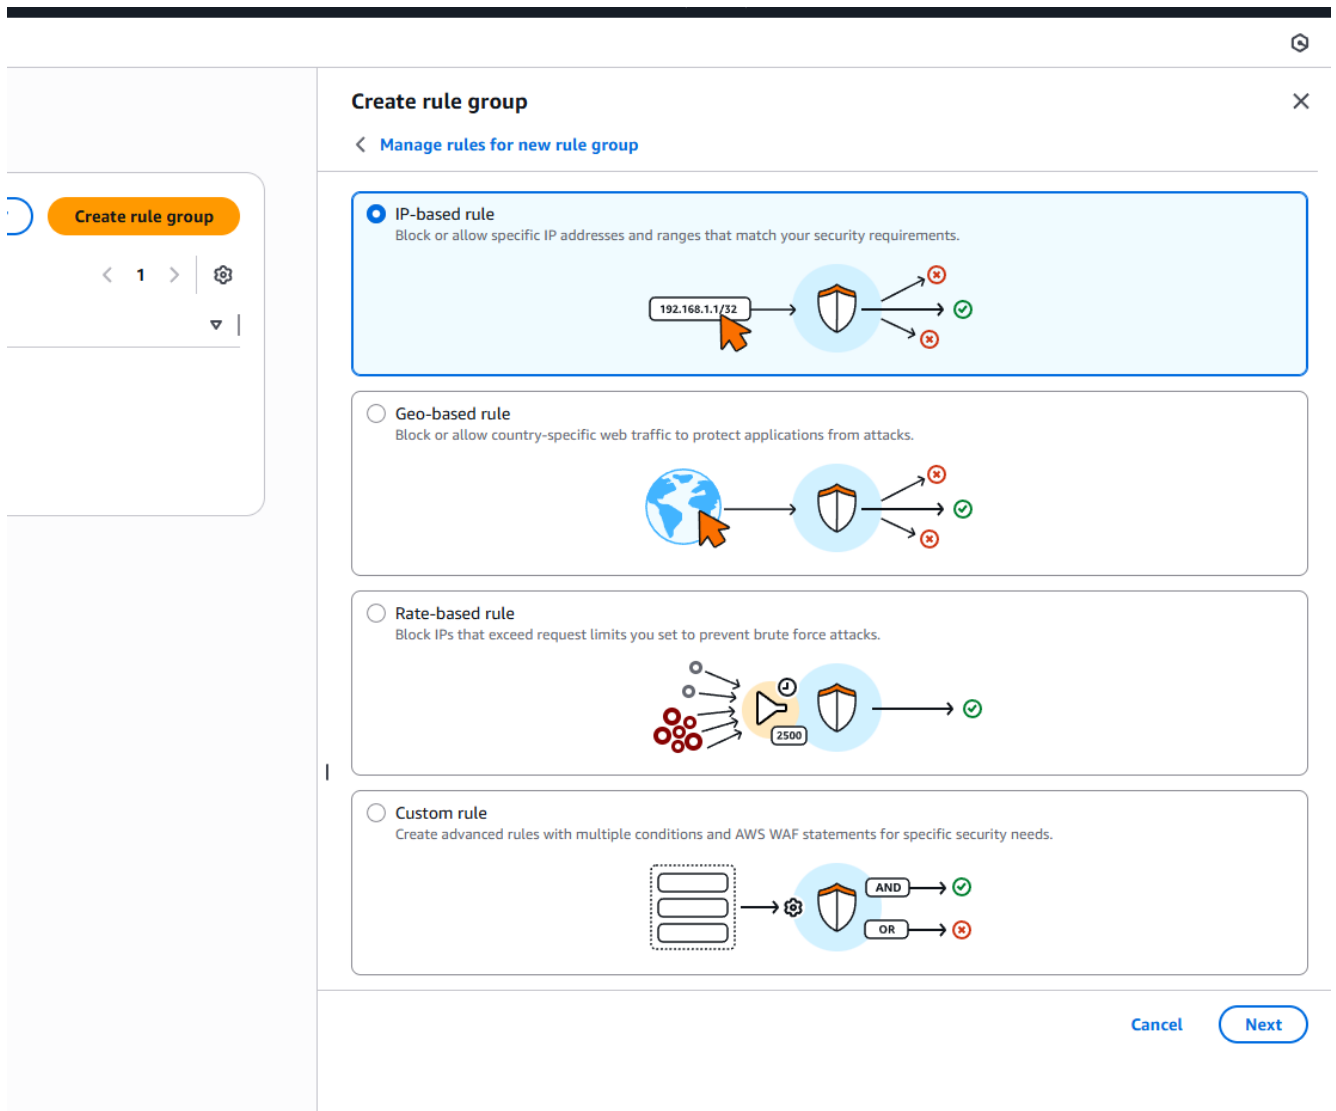 Create rule group
Manage rules for new rule group
Create rule group
1
IP-based rule
Block or allow specific IP addresses and ranges that match your security requirements.
192.168.1.1/32
Geo-based rule
Block or allow country-specific web traffic to protect applications from attacks.
Rate-based rule
Block IPs that exceed request limits you set to prevent brute force attacks.
2500
Custom rule
Create advanced rules with multiple conditions and AWS WAF statements for specific security needs.
AND
OR
Cancel
Next